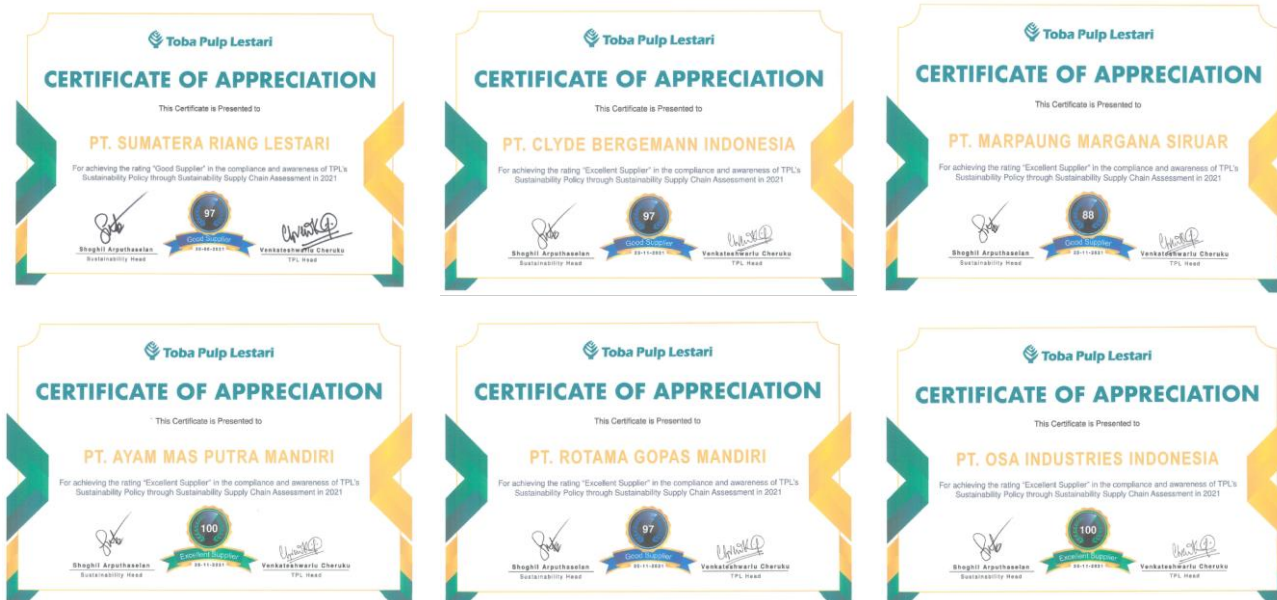 Toba Pulp Lestari
CERTIFICATE OF APPRECIATION
This Certificate is Presented to
PT. SUMATERA RIANG LESTARI
For achieving the rating "Good Supplier" in the compliance and awareness of TPL's
Sustainability Policy through Sustainability Supply Chain Assessment in 2021
97
Good Supplier
Shoghil Arputhaselan
Sustainability Head
Venkateshwarlu Cheruku
TPL Head
Toba Pulp Lestari
CERTIFICATE OF APPRECIATION
This Certificate is Presented to
PT. CLYDE BERGEMANN INDONESIA
For achieving the rating "Excellent Supplier" in the compliance and awareness of TPL's
Sustainability Policy through Sustainability Supply Chain Assessment in 2021
97
Good Supplier
Shoghil Arputhaselan
Sustainability Head
Venkateshwarlu Cheruku
TPL Head
Toba Pulp Lestari
CERTIFICATE OF APPRECIATION
This Certificate is Presented to
PT. MARPAUNG MARGANA SIRUAR
For achieving the rating "Excellent Supplier" in the compliance and awareness of TPL's
Sustainability Policy through Sustainability Supply Chain Assessment in 2021
88
Good Supplier
Shoghil Arputhaselan
Sustainability Head
Venkateshwarlu Cheruku
TPL Head
Toba Pulp Lestari
CERTIFICATE OF APPRECIATION
This Certificate is Presented to
PT. AYAM MAS PUTRA MANDIRI
For achieving the rating "Excellent Supplier" in the compliance and awareness of TPL's
Sustainability Policy through Sustainability Supply Chain Assessment in 2021
100
Excellent Supplier
Shoghil Arputhaselan
Sustainability Head
Venkateshwarlu Cheruku
TPL Head
Toba Pulp Lestari
CERTIFICATE OF APPRECIATION
This Certificate is Presented to
PT. ROTAMA GOPAS MANDIRI
For achieving the rating "Excellent Supplier" in the compliance and awareness of TPL's
Sustainability Policy through Sustainability Supply Chain Assessment in 2021
97
Good Supplier
Shoghil Arputhaselan
Sustainability Head
Venkateshwarlu Cheruku
TPL Head
Toba Pulp Lestari
CERTIFICATE OF APPRECIATION
This Certificate is Presented to
PT. OSA INDUSTRIES INDONESIA
For achieving the rating "Excellent Supplier" in the compliance and awareness of TPL's
Sustainability Policy through Sustainability Supply Chain Assessment in 2021
100
Excellent Supplier
Shoghil Arputhaselan
Sustainability Head
Venkateshwarlu Cheruku
TPL Head